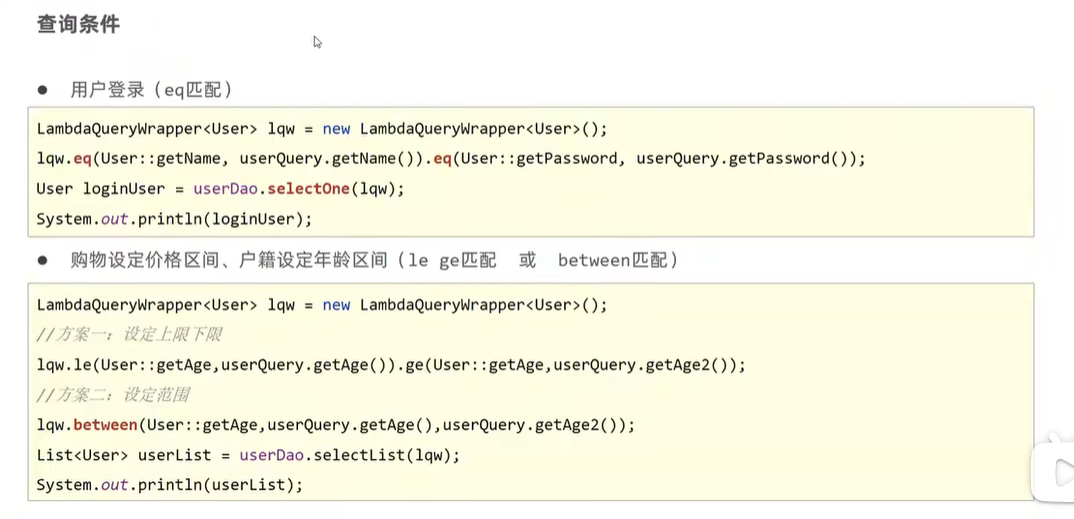 查询条件
● 用户登录（eq匹配）
LambdaQueryWrapper<User> lqw = new LambdaQueryWrapper<User>();
lqw.eq(User::getName, userQuery.getName()).eq(User::getPassword, userQuery.getPassword());
User loginUser = userDao.selectOne(lqw);
System.out.println(loginUser);
● 购物设定价格区间、户籍设定年龄区间（le ge匹配 或 between匹配）
LambdaQueryWrapper<User> lqw = new LambdaQueryWrapper<User>();
//方案一：设定上限下限
lqw.le(User::getAge,userQuery.getAge()).ge(User::getAge,userQuery.getAge2());
//方案二：设定范围
lqw.between(User::getAge,userQuery.getAge(),userQuery.getAge2());
List<User> userList = userDao.selectList(lqw);
System.out.println(userList);